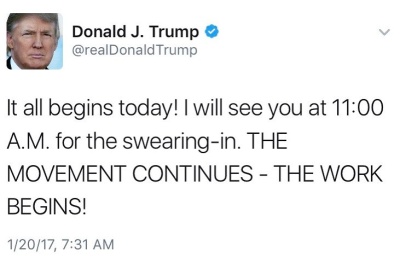 Donald J. Trump
@realDonaldTrump
It all begins today! I will see you at 11:00
A.M. for the swearing-in. THE
MOVEMENT CONTINUES - THE WORK
BEGINS!
1/20/17, 7:31 AM